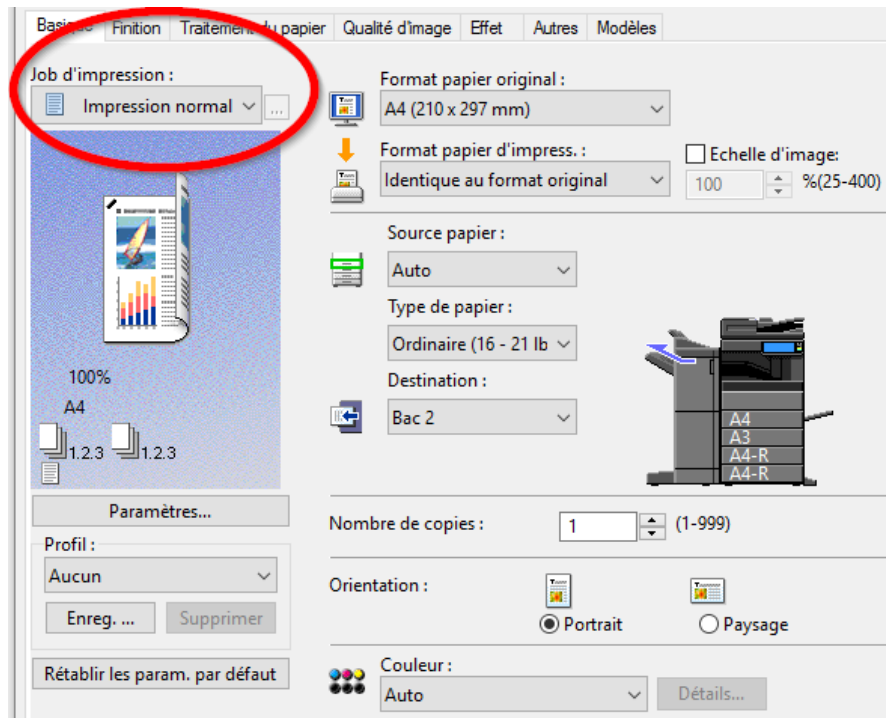 Basique Finition Traitement du papier Qualité d'image Effet Autres Modèles
Job d'impression :
Impression normal
...
Format papier original :
A4 (210 x 297 mm)
Format papier d'impress. :
Identique au format original
Echelle d'image:
100 %(25-400)
Source papier :
Auto
Type de papier :
Ordinaire (16 - 21 lb
Destination :
Bac 2
100%
A4
1.2.3 1.2.3
A4
A3
A4-R
A4-R
Paramètres...
Profil :
Aucun
Enreg. ... Supprimer
Rétablir les param. par défaut
Nombre de copies : 1 (1-999)
Orientation :
Portrait Paysage
Couleur :
Auto Détails...